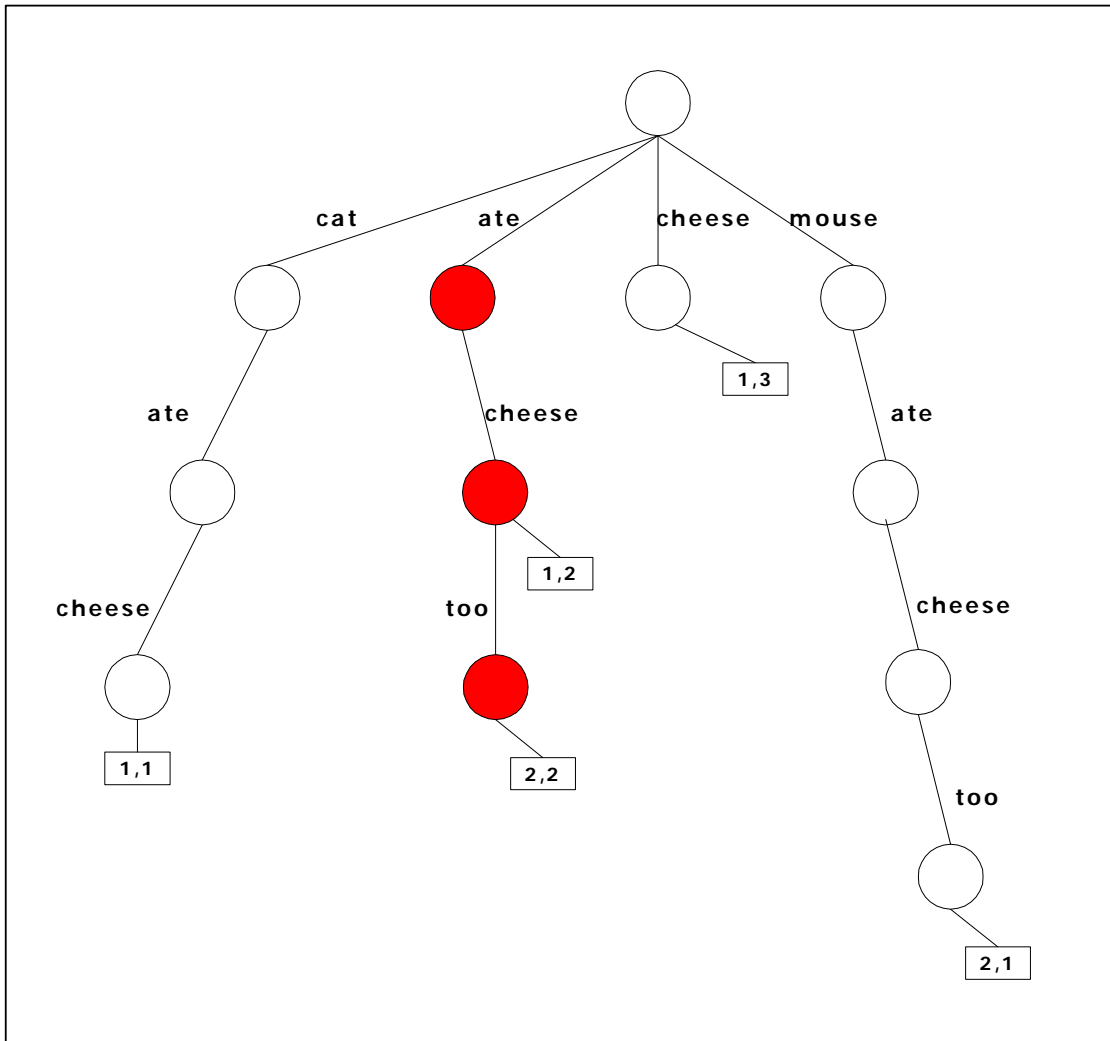 cat ate cheese mouse
1,3
ate cheese ate
1,2
cheese too cheese
1,1 2,2
too
2,1